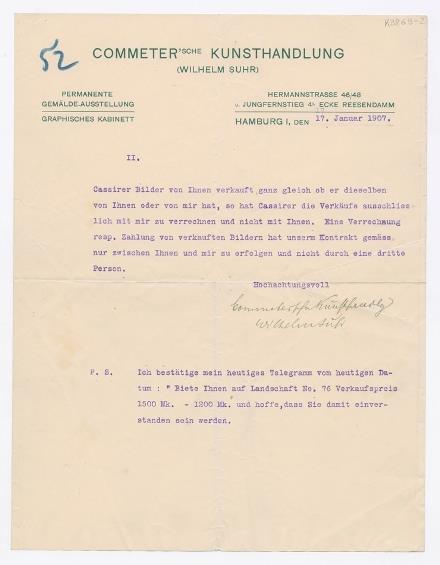 K3869-2
52
COMMETER'SCHE KUNSTHANDLUNG
(WILHELM SUHR)
PERMANENTE
GEMÄLDE-AUSSTELLUNG
GRAPHISCHES KABINETT
HERMANNSTRASSE 46/48
U. JUNGFERNSTIEG ECKE REESENDAMM
HAMBURG I, DEN 17. Januar 1907.
II.
Cassirer Bilder von Ihnen verkauft ganz gleich ob er dieselben
von Ihnen oder von mir hat, so hat Cassirer die Verkäufe ausschlies-
lich mit mir zu verrechnen und nicht mit Ihnen. Eine Verrechnung
resp. Zahlung von verkauften Bildern hat unserm Kontrakt gemäss
nur zwischen Ihnen und mir zu erfolgen und nicht durch eine dritte
Person.
Hochachtungsvoll
Commeter'sche Kunsthandlg
Wilhelm Suhr
P. S. Ich bestätige mein heutiges Telegramm vom heutigen Da-
tum : " Biete Ihnen auf Landschaft No. 76 Verkaufspreis
1500 Mk. - 1200 Mk. und hoffe,dass Sie damit einver-
standen sein werden.